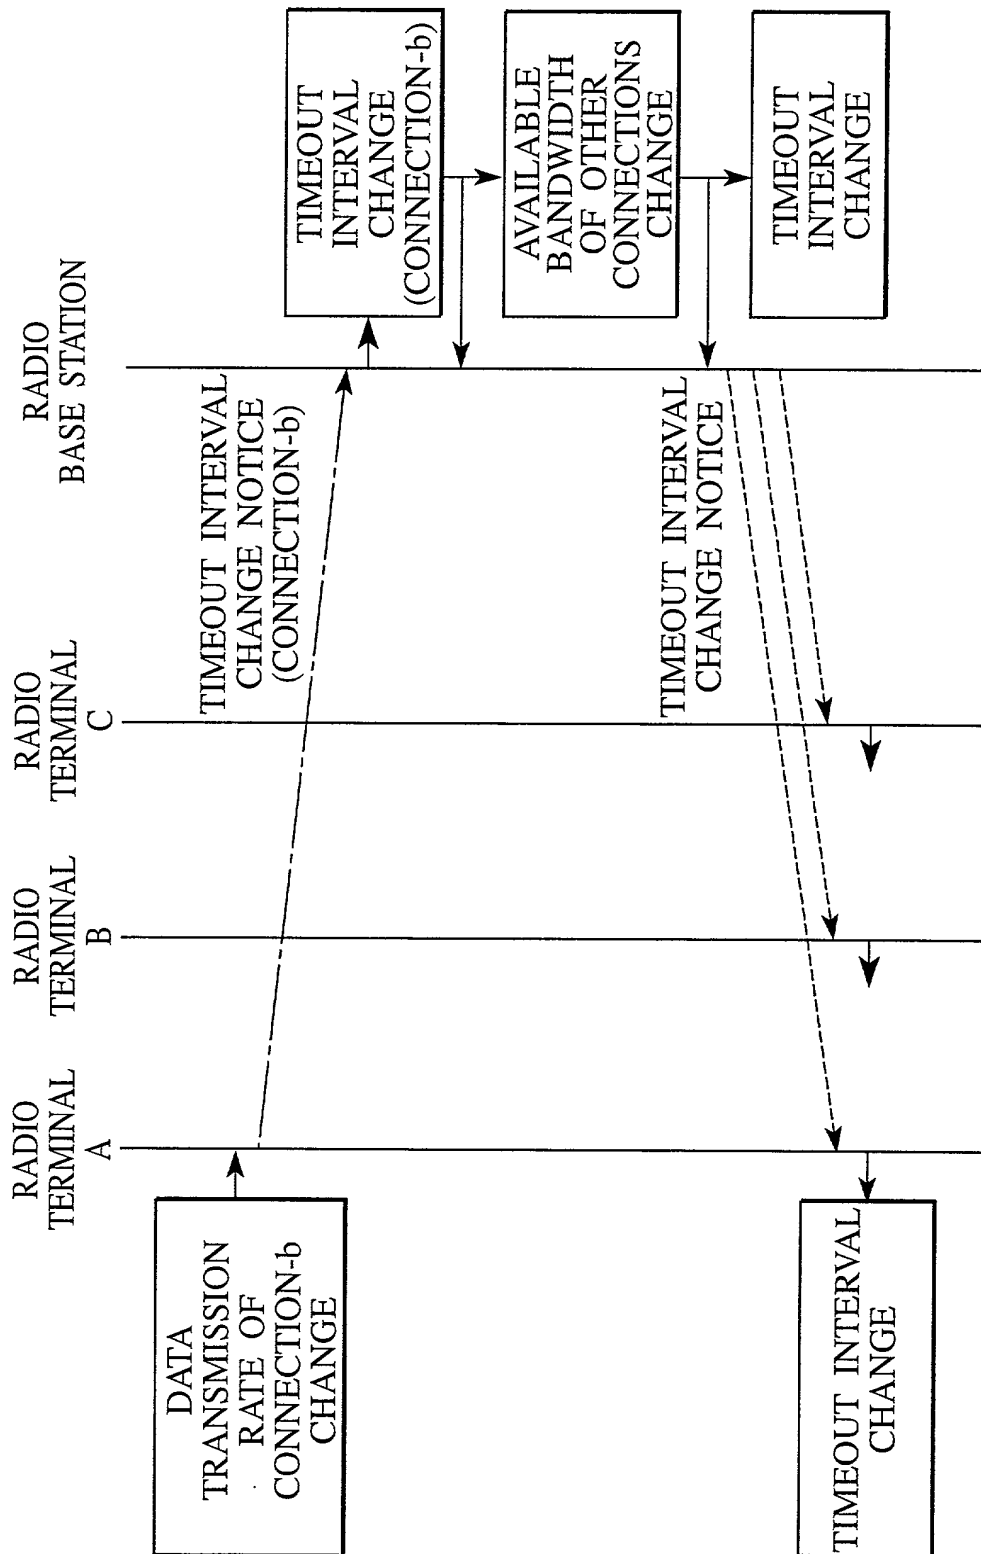 RADIO
TERMINAL
A
RADIO
TERMINAL
B
RADIO
TERMINAL
C
RADIO
BASE STATION
DATA
TRANSMISSION
RATE OF
CONNECTION-b
CHANGE
TIMEOUT INTERVAL
CHANGE NOTICE
(CONNECTION-b)
TIMEOUT
INTERVAL
CHANGE
(CONNECTION-b)
AVAILABLE
BANDWIDTH
OF OTHER
CONNECTIONS
CHANGE
TIMEOUT INTERVAL
CHANGE NOTICE
TIMEOUT
INTERVAL
CHANGE
TIMEOUT INTERVAL
CHANGE